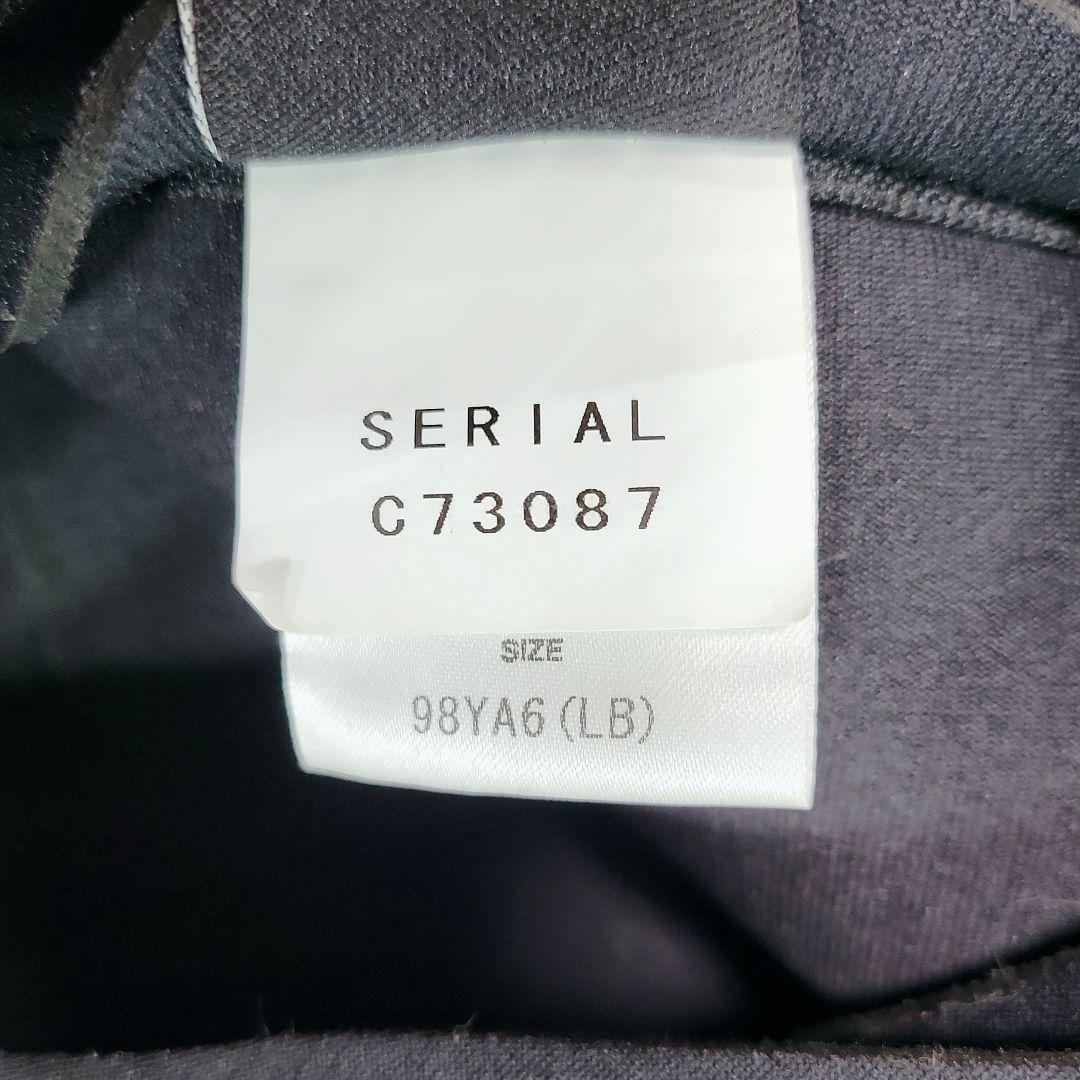 SERIAL
C73087
SIZE
98YA6(LB)